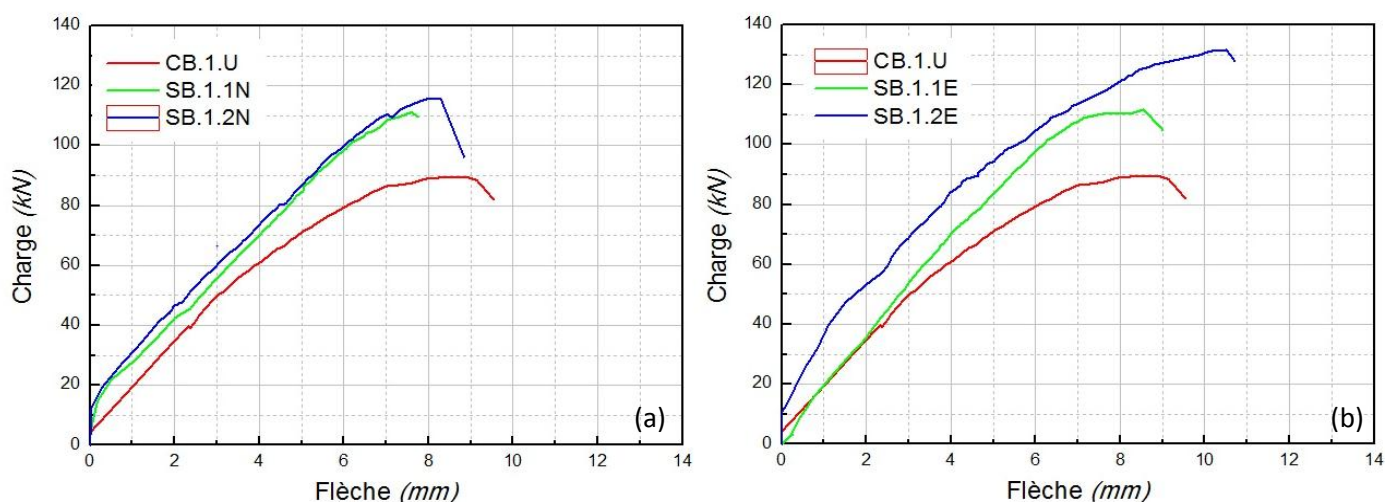 140
120
100
80
60
40
20
0
Charge (kN)
CB.1.U
SB.1.1N
SB.1.2N
(a)
0 2 4 6 8 10 12 14
Flèche (mm)
140
120
100
80
60
40
20
0
Charge (kN)
CB.1.U
SB.1.1E
SB.1.2E
(b)
0 2 4 6 8 10 12 14
Flèche (mm)